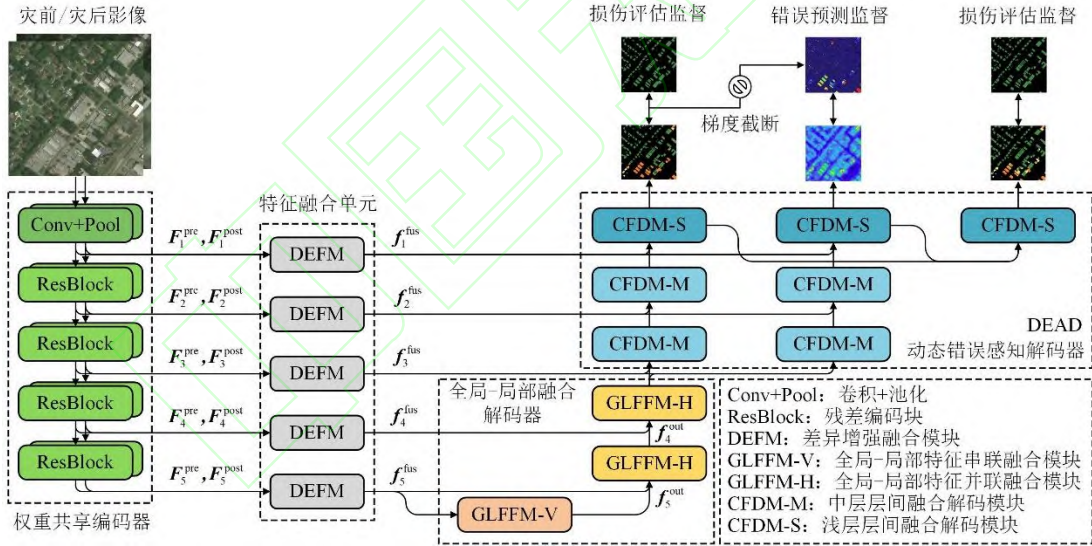 灾前/灾后影像
损伤评估监督
错误预测监督
损伤评估监督
梯度截断
特征融合单元
Conv+Pool
F₁ᵖʳᵉ, F₁ᵖᵒˢᵗ
DEFM
f₁ᶠᵘˢ
CFDM-S
CFDM-S
CFDM-S
ResBlock
F₂ᵖʳᵉ, F₂ᵖᵒˢᵗ
DEFM
f₂ᶠᵘˢ
CFDM-M
CFDM-M
ResBlock
F₃ᵖʳᵉ, F₃ᵖᵒˢᵗ
DEFM
f₃ᶠᵘˢ
CFDM-M
CFDM-M
DEAD
动态错误感知解码器
ResBlock
F₄ᵖʳᵉ, F₄ᵖᵒˢᵗ
DEFM
f₄ᶠᵘˢ
全局-局部融合
解码器
GLFFM-H
f₄ᵒᵘᵗ
ResBlock
F₅ᵖʳᵉ, F₅ᵖᵒˢᵗ
DEFM
f₅ᶠᵘˢ
GLFFM-H
f₅ᵒᵘᵗ
GLFFM-V
权重共享编码器
Conv+Pool：卷积+池化
ResBlock：残差编码块
DEFM：差异增强融合模块
GLFFM-V：全局-局部特征串联融合模块
GLFFM-H：全局-局部特征并联融合模块
CFDM-M：中层层间融合解码模块
CFDM-S：浅层层间融合解码模块